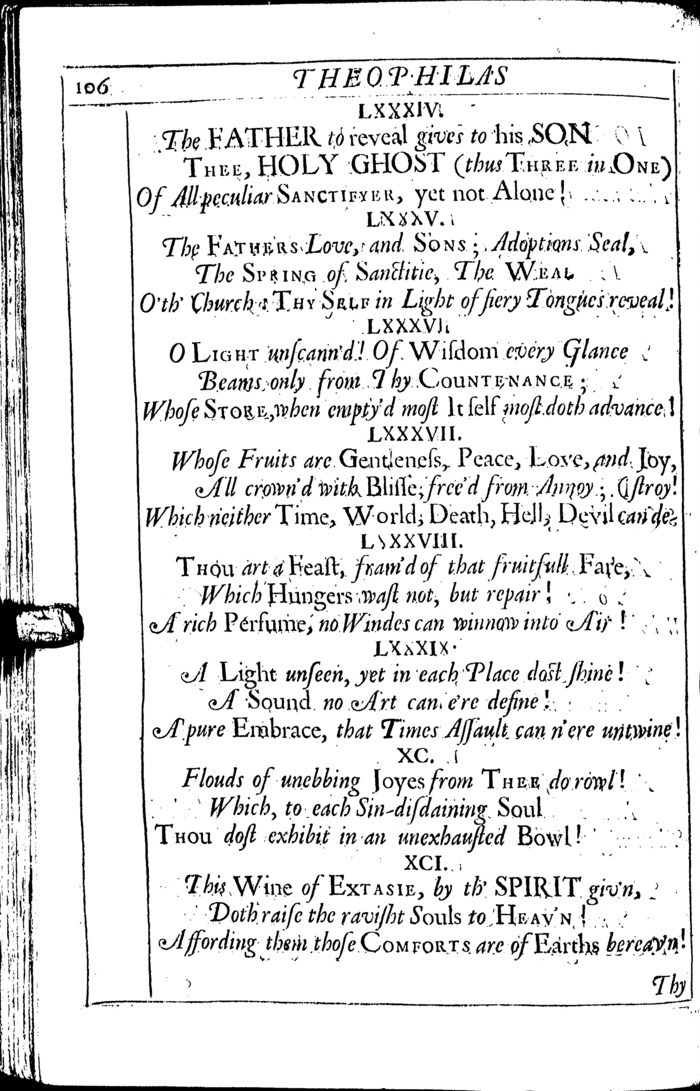 106 THEOPHILAS
LXXXIV.
The FATHER to reveal gives to his SON
THEE, HOLY GHOST (thus THREE in ONE)
Of All peculiar SANCTIFYER, yet not Alone!
LXXXV.
The FATHERS Love, and SONS; Adoptions Seal,
The SPRING of Sanctitie, The WEAL
O'th' Church: THY SELF in Light of fiery Tongues reveal!
LXXXVI.
O LIGHT unſcann'd! Of Wiſdom every Glance
Beams only from Thy COUNTENANCE;
Whoſe STORE, when empty'd moſt It ſelf moſt doth advance!
LXXXVII.
Whoſe Fruits are Gentleneſs, Peace, Love, and Joy,
All crown'd with Bliſſe, free'd from Annoy; (ſtroy!
Which neither Time, World, Death, Hell, Devil can de-
LXXXVIII.
THOU art a Feaſt, fram'd of that fruitfull Fare,
Which Hungers waſt not, but repair!
A rich Perfume, no Windes can winnow into Air!
LXXXIX.
A Light unſeen, yet in each Place doſt ſhine!
A Sound no Art can e're define!
A pure Embrace, that Times Aſſault can n'ere untwine!
XC.
Flouds of unebbing Joyes from THEE do rowl!
Which, to each Sin-diſdaining Soul
THOU doſt exhibit in an unexhauſted Bowl!
XCI.
This Wine of EXTASIE, by th' SPIRIT giv'n,
Doth raiſe the raviſht Souls to HEAV'N!
Affording them thoſe COMFORTS are of Earths bereav'n!
Thy